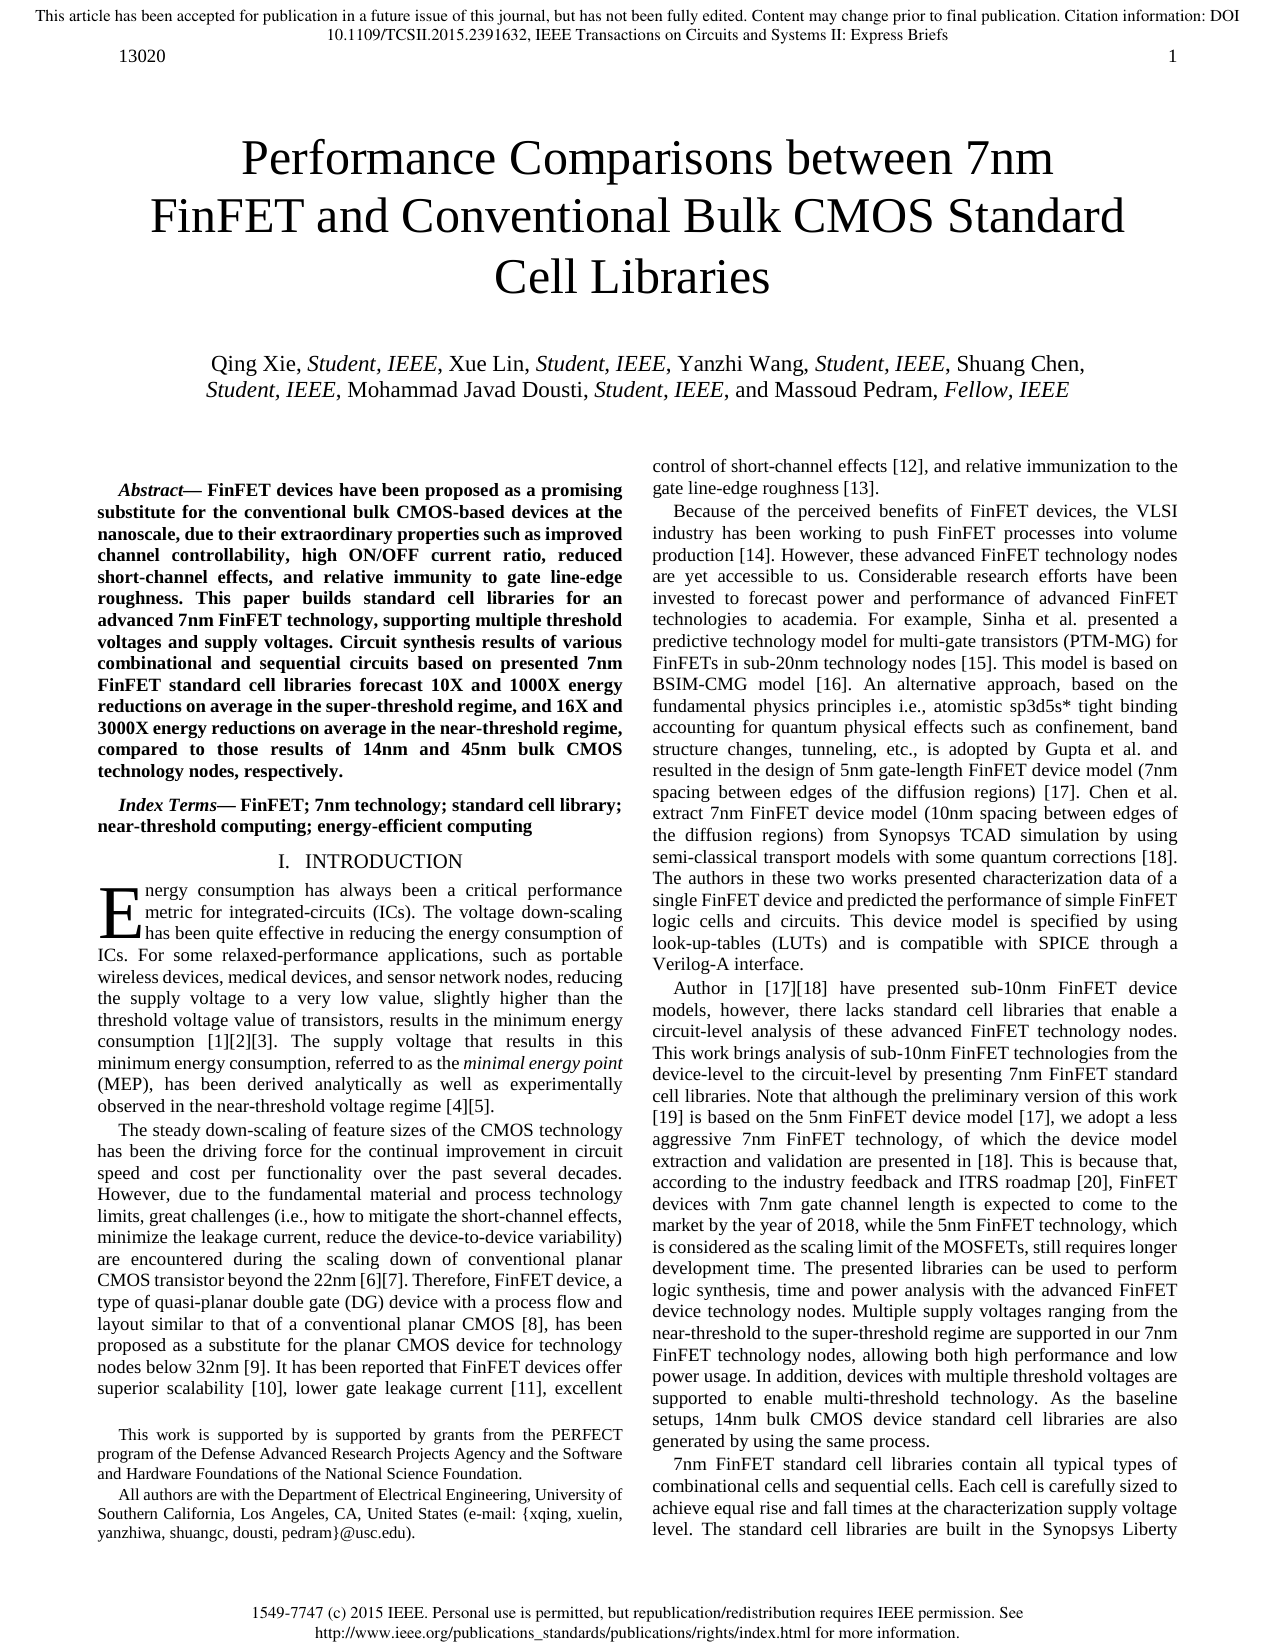 This article has been accepted for publication in a future issue of this journal, but has not been fully edited. Content may change prior to final publication. Citation information: DOI
10.1109/TCSII.2015.2391632, IEEE Transactions on Circuits and Systems II: Express Briefs
13020
1
Performance Comparisons between 7nm
FinFET and Conventional Bulk CMOS Standard
Cell Libraries
Qing Xie, Student, IEEE, Xue Lin, Student, IEEE, Yanzhi Wang, Student, IEEE, Shuang Chen,
Student, IEEE, Mohammad Javad Dousti, Student, IEEE, and Massoud Pedram, Fellow, IEEE
Abstract— FinFET devices have been proposed as a promising
substitute for the conventional bulk CMOS-based devices at the
nanoscale, due to their extraordinary properties such as improved
channel controllability, high ON/OFF current ratio, reduced
short-channel effects, and relative immunity to gate line-edge
roughness. This paper builds standard cell libraries for an
advanced 7nm FinFET technology, supporting multiple threshold
voltages and supply voltages. Circuit synthesis results of various
combinational and sequential circuits based on presented 7nm
FinFET standard cell libraries forecast 10X and 1000X energy
reductions on average in the super-threshold regime, and 16X and
3000X energy reductions on average in the near-threshold regime,
compared to those results of 14nm and 45nm bulk CMOS
technology nodes, respectively.
Index Terms— FinFET; 7nm technology; standard cell library;
near-threshold computing; energy-efficient computing
I. INTRODUCTION
Energy consumption has always been a critical performance
metric for integrated-circuits (ICs). The voltage down-scaling
has been quite effective in reducing the energy consumption of
ICs. For some relaxed-performance applications, such as portable
wireless devices, medical devices, and sensor network nodes, reducing
the supply voltage to a very low value, slightly higher than the
threshold voltage value of transistors, results in the minimum energy
consumption [1][2][3]. The supply voltage that results in this
minimum energy consumption, referred to as the minimal energy point
(MEP), has been derived analytically as well as experimentally
observed in the near-threshold voltage regime [4][5].
The steady down-scaling of feature sizes of the CMOS technology
has been the driving force for the continual improvement in circuit
speed and cost per functionality over the past several decades.
However, due to the fundamental material and process technology
limits, great challenges (i.e., how to mitigate the short-channel effects,
minimize the leakage current, reduce the device-to-device variability)
are encountered during the scaling down of conventional planar
CMOS transistor beyond the 22nm [6][7]. Therefore, FinFET device, a
type of quasi-planar double gate (DG) device with a process flow and
layout similar to that of a conventional planar CMOS [8], has been
proposed as a substitute for the planar CMOS device for technology
nodes below 32nm [9]. It has been reported that FinFET devices offer
superior scalability [10], lower gate leakage current [11], excellent
This work is supported by is supported by grants from the PERFECT
program of the Defense Advanced Research Projects Agency and the Software
and Hardware Foundations of the National Science Foundation.
All authors are with the Department of Electrical Engineering, University of
Southern California, Los Angeles, CA, United States (e-mail: {xqing, xuelin,
yanzhiwa, shuangc, dousti, pedram}@usc.edu).
control of short-channel effects [12], and relative immunization to the
gate line-edge roughness [13].
Because of the perceived benefits of FinFET devices, the VLSI
industry has been working to push FinFET processes into volume
production [14]. However, these advanced FinFET technology nodes
are yet accessible to us. Considerable research efforts have been
invested to forecast power and performance of advanced FinFET
technologies to academia. For example, Sinha et al. presented a
predictive technology model for multi-gate transistors (PTM-MG) for
FinFETs in sub-20nm technology nodes [15]. This model is based on
BSIM-CMG model [16]. An alternative approach, based on the
fundamental physics principles i.e., atomistic sp3d5s* tight binding
accounting for quantum physical effects such as confinement, band
structure changes, tunneling, etc., is adopted by Gupta et al. and
resulted in the design of 5nm gate-length FinFET device model (7nm
spacing between edges of the diffusion regions) [17]. Chen et al.
extract 7nm FinFET device model (10nm spacing between edges of
the diffusion regions) from Synopsys TCAD simulation by using
semi-classical transport models with some quantum corrections [18].
The authors in these two works presented characterization data of a
single FinFET device and predicted the performance of simple FinFET
logic cells and circuits. This device model is specified by using
look-up-tables (LUTs) and is compatible with SPICE through a
Verilog-A interface.
Author in [17][18] have presented sub-10nm FinFET device
models, however, there lacks standard cell libraries that enable a
circuit-level analysis of these advanced FinFET technology nodes.
This work brings analysis of sub-10nm FinFET technologies from the
device-level to the circuit-level by presenting 7nm FinFET standard
cell libraries. Note that although the preliminary version of this work
[19] is based on the 5nm FinFET device model [17], we adopt a less
aggressive 7nm FinFET technology, of which the device model
extraction and validation are presented in [18]. This is because that,
according to the industry feedback and ITRS roadmap [20], FinFET
devices with 7nm gate channel length is expected to come to the
market by the year of 2018, while the 5nm FinFET technology, which
is considered as the scaling limit of the MOSFETs, still requires longer
development time. The presented libraries can be used to perform
logic synthesis, time and power analysis with the advanced FinFET
device technology nodes. Multiple supply voltages ranging from the
near-threshold to the super-threshold regime are supported in our 7nm
FinFET technology nodes, allowing both high performance and low
power usage. In addition, devices with multiple threshold voltages are
supported to enable multi-threshold technology. As the baseline
setups, 14nm bulk CMOS device standard cell libraries are also
generated by using the same process.
7nm FinFET standard cell libraries contain all typical types of
combinational cells and sequential cells. Each cell is carefully sized to
achieve equal rise and fall times at the characterization supply voltage
level. The standard cell libraries are built in the Synopsys Liberty
1549-7747 (c) 2015 IEEE. Personal use is permitted, but republication/redistribution requires IEEE permission. See
http://www.ieee.org/publications_standards/publications/rights/index.html for more information.